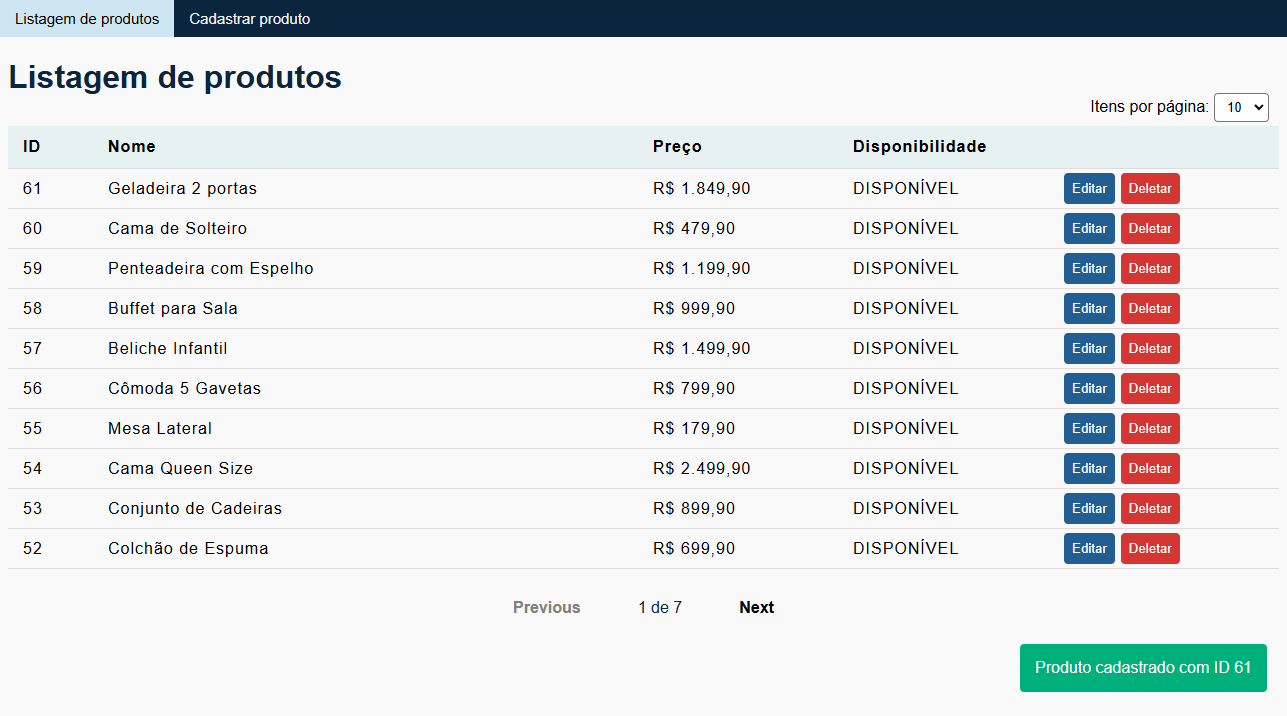 Listagem de produtos Cadastrar produto
Listagem de produtos
Itens por página: 10
ID Nome Preço Disponibilidade
61 Geladeira 2 portas R$ 1.849,90 DISPONÍVEL Editar Deletar
60 Cama de Solteiro R$ 479,90 DISPONÍVEL Editar Deletar
59 Penteadeira com Espelho R$ 1.199,90 DISPONÍVEL Editar Deletar
58 Buffet para Sala R$ 999,90 DISPONÍVEL Editar Deletar
57 Beliche Infantil R$ 1.499,90 DISPONÍVEL Editar Deletar
56 Cômoda 5 Gavetas R$ 799,90 DISPONÍVEL Editar Deletar
55 Mesa Lateral R$ 179,90 DISPONÍVEL Editar Deletar
54 Cama Queen Size R$ 2.499,90 DISPONÍVEL Editar Deletar
53 Conjunto de Cadeiras R$ 899,90 DISPONÍVEL Editar Deletar
52 Colchão de Espuma R$ 699,90 DISPONÍVEL Editar Deletar
Previous 1 de 7 Next
Produto cadastrado com ID 61